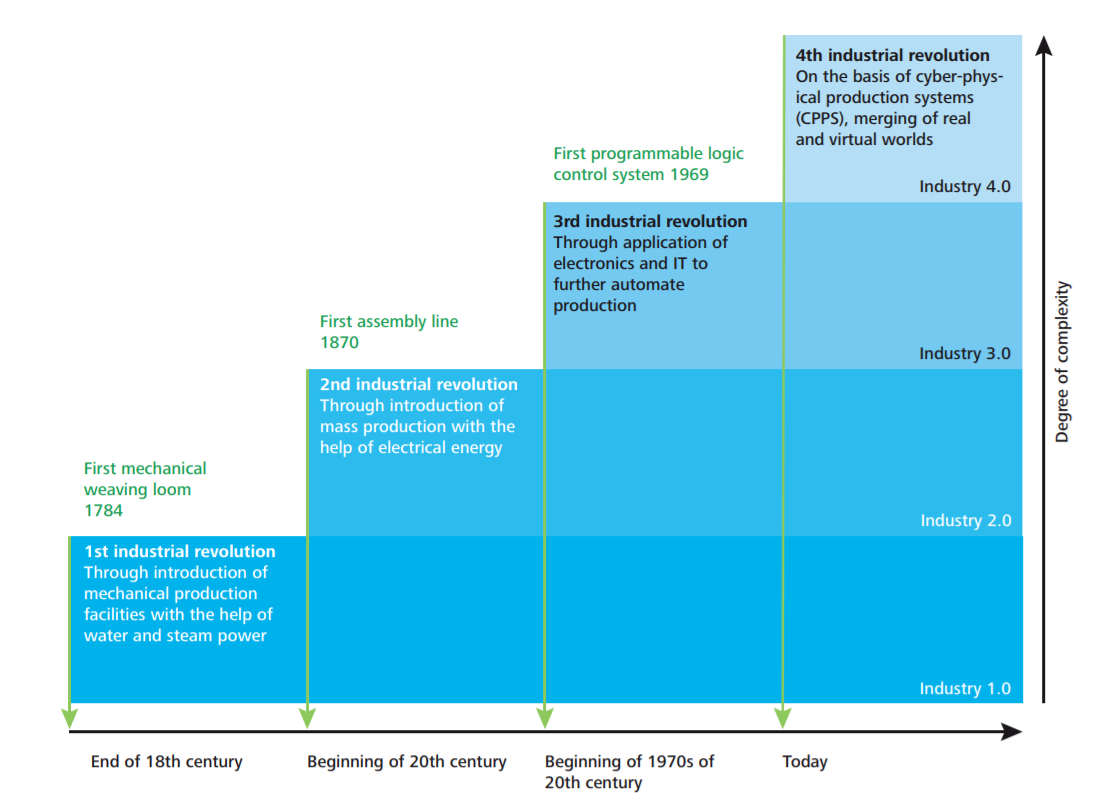 4th industrial revolution
On the basis of cyber-phys-
ical production systems
(CPPS), merging of real
and virtual worlds
Industry 4.0
First programmable logic
control system 1969
3rd industrial revolution
Through application of
electronics and IT to
further automate
production
Industry 3.0
First assembly line
1870
2nd industrial revolution
Through introduction of
mass production with the
help of electrical energy
Industry 2.0
First mechanical
weaving loom
1784
1st industrial revolution
Through introduction of
mechanical production
facilities with the help of
water and steam power
Industry 1.0
Degree of complexity
End of 18th century
Beginning of 20th century
Beginning of 1970s of
20th century
Today